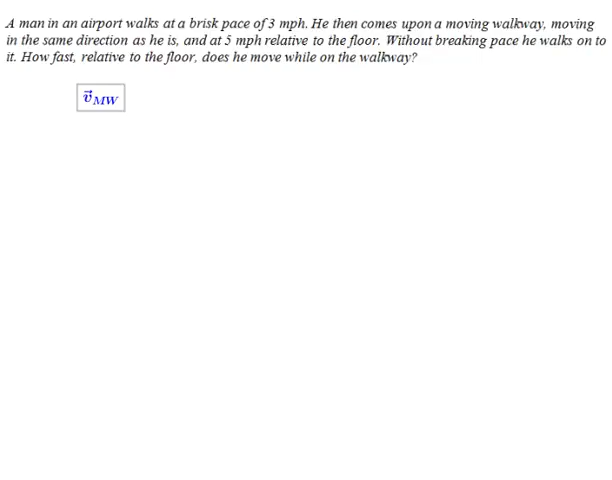 A man in an airport walks at a brisk pace of 3 mph. He then comes upon a moving walkway, moving
in the same direction as he is, and at 5 mph relative to the floor. Without breaking pace he walks on to
it. How fast, relative to the floor, does he move while on the walkway?
$\vec{v}_{MW}$